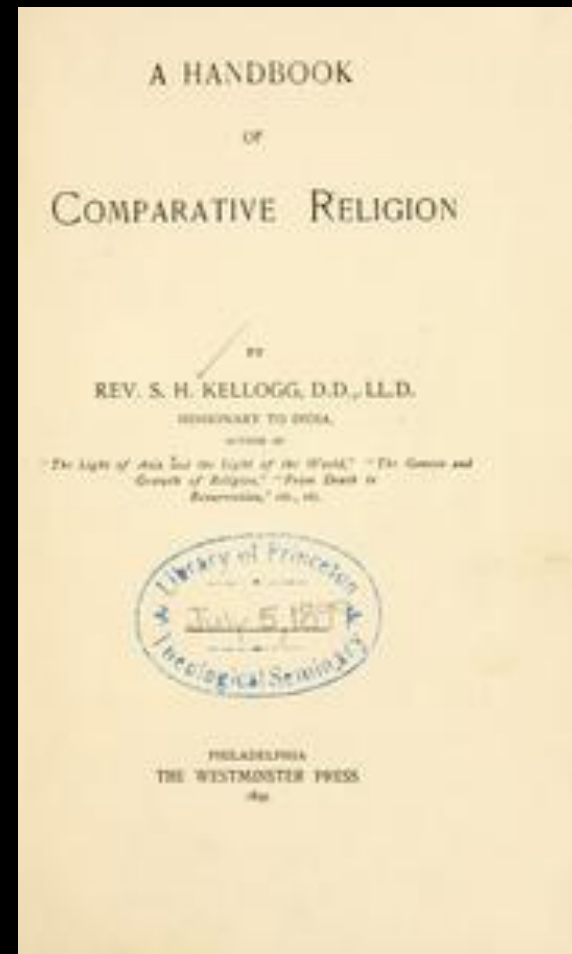 A HANDBOOK
OF
COMPARATIVE RELIGION
BY
REV. S. H. KELLOGG, D.D., LL.D.
MISSIONARY TO INDIA,
AUTHOR OF
"The Light of Asia and the Light of the World," "The Genesis and
Growth of Religion," "From Death to
Resurrection," etc., etc.
Library of Princeton
July 5, 189
Theological Seminary
PHILADELPHIA
THE WESTMINSTER PRESS